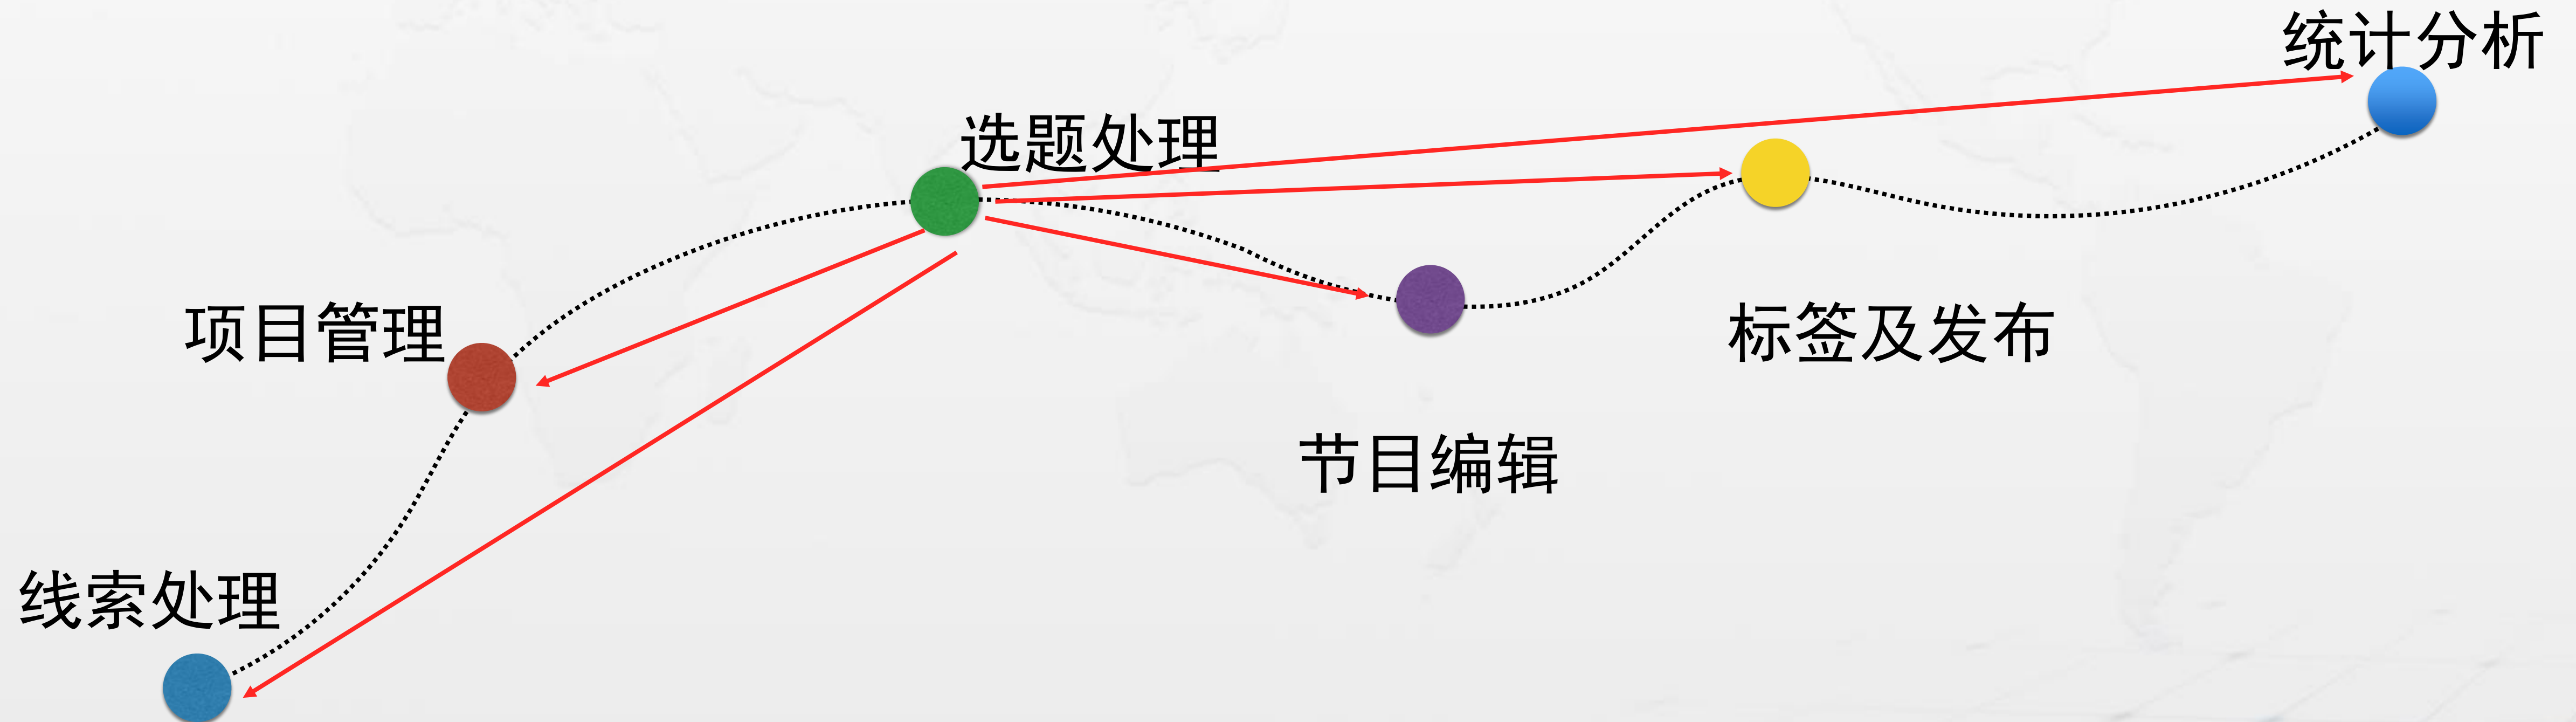 统计分析
选题处理
项目管理
标签及发布
节目编辑
线索处理